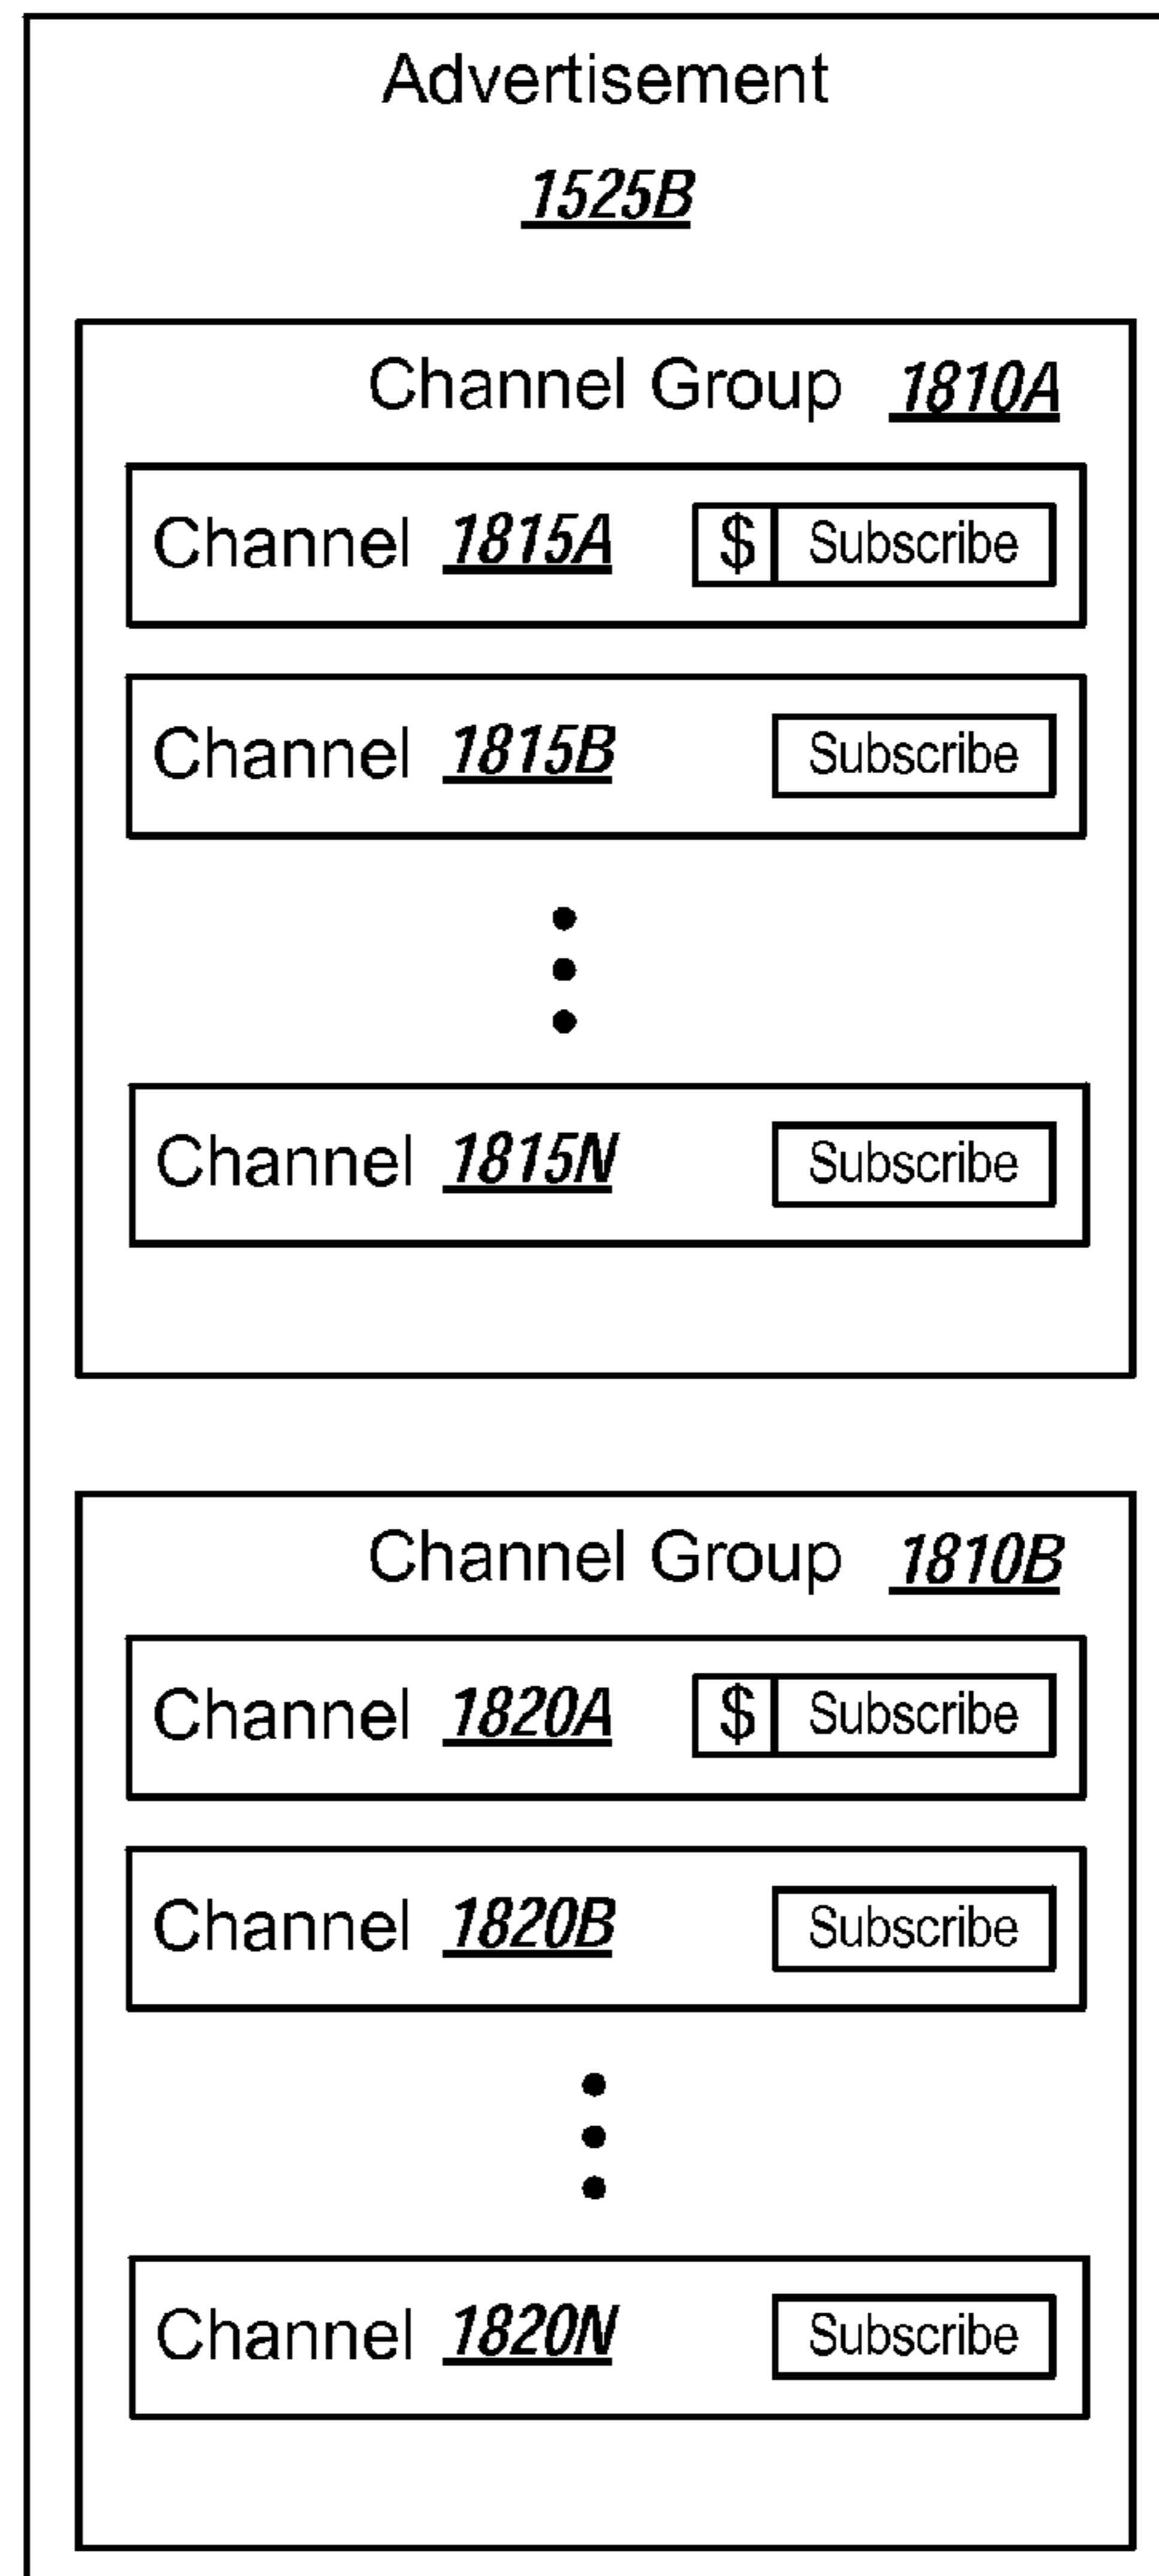 Advertisement
1525B
Channel Group 1810A
Channel 1815A $ Subscribe
Channel 1815B Subscribe
Channel 1815N Subscribe
Channel Group 1810B
Channel 1820A $ Subscribe
Channel 1820B Subscribe
Channel 1820N Subscribe